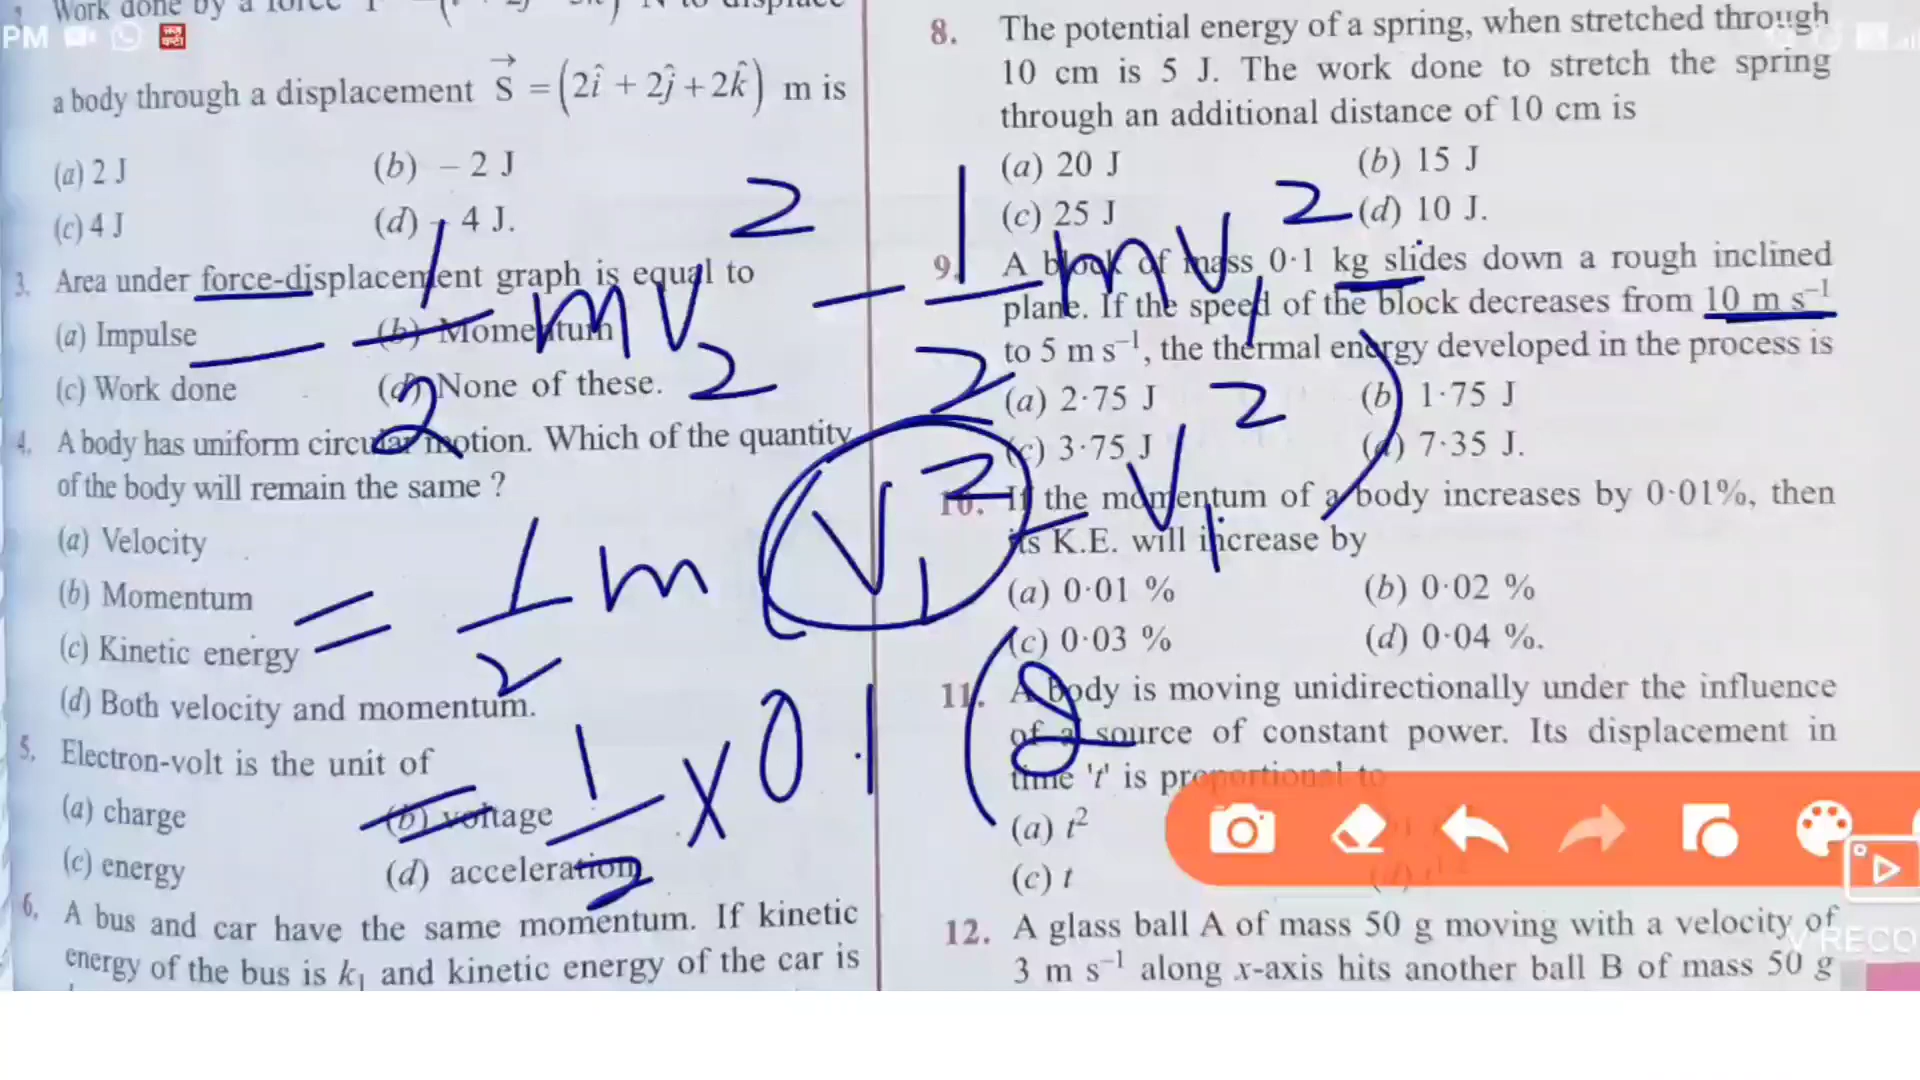 Work done by a force
PM
a body through a displacement S⃗ = (2î + 2ĵ + 2k̂) m is
(a) 2 J (b) – 2 J
(c) 4 J (d) – 4 J.
3. Area under force-displacement graph is equal to
(a) Impulse (b) Momentum
(c) Work done (d) None of these.
4. A body has uniform circular motion. Which of the quantity
of the body will remain the same ?
(a) Velocity
(b) Momentum
(c) Kinetic energy
(d) Both velocity and momentum.
5. Electron-volt is the unit of
(a) charge (b) voltage
(c) energy (d) acceleration
6. A bus and car have the same momentum. If kinetic
energy of the bus is k₁ and kinetic energy of the car is
8. The potential energy of a spring, when stretched through
10 cm is 5 J. The work done to stretch the spring
through an additional distance of 10 cm is
(a) 20 J (b) 15 J
(c) 25 J (d) 10 J.
9. A block of mass 0·1 kg slides down a rough inclined
plane. If the speed of the block decreases from 10 m s⁻¹
to 5 m s⁻¹, the thermal energy developed in the process is
(a) 2·75 J (b) 1·75 J
(c) 3·75 J (d) 7·35 J.
10. If the momentum of a body increases by 0·01%, then
its K.E. will increase by
(a) 0·01 % (b) 0·02 %
(c) 0·03 % (d) 0·04 %.
11. A body is moving unidirectionally under the influence
of a source of constant power. Its displacement in
time 't' is proportional to
(a) t²
(c) t
12. A glass ball A of mass 50 g moving with a velocity of
3 m s⁻¹ along x-axis hits another ball B of mass 50 g
– 1/2 mv₂² – 1/2 mv₁²)
= 1/2 m (v₁² – v₁²
1/2 × 0.1 (
RECO